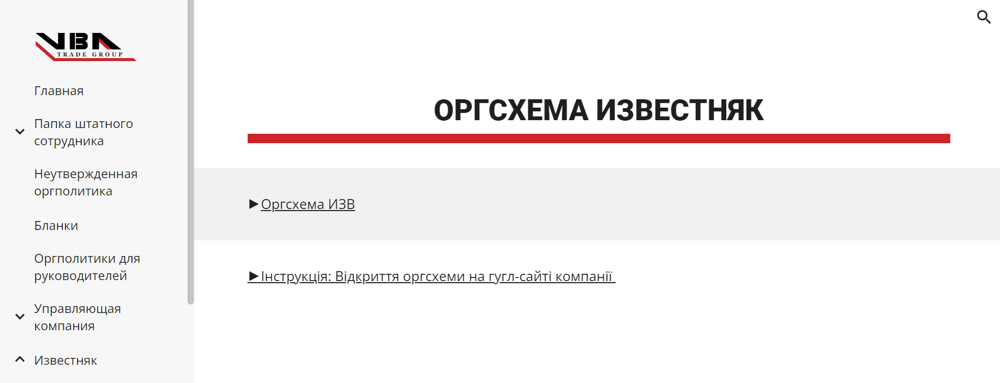 VBA
TRADE GROUP
Главная
Папка штатного
сотрудника
Неутвержденная
оргполитика
Бланки
Оргполитики для
руководителей
Управляющая
компания
Известняк
ОРГСХЕМА ИЗВЕСТНЯК
►Оргсхема ИЗВ
►Інструкція: Відкриття оргсхеми на гугл-сайті компанії